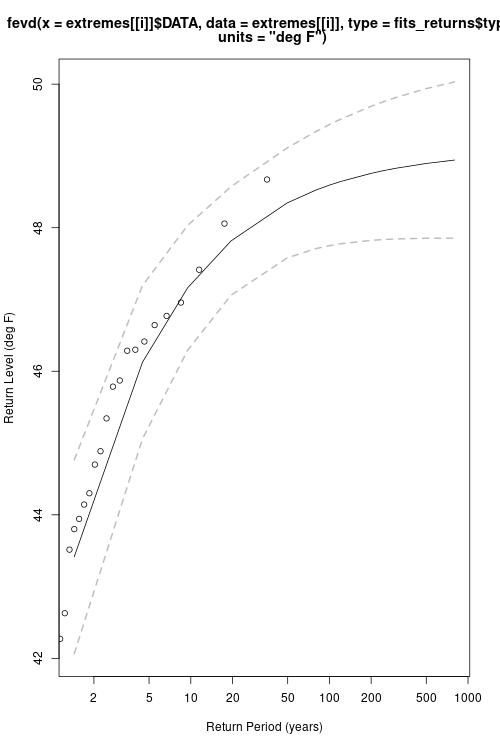 fevd(x = extremes[[i]]$DATA, data = extremes[[i]], type = fits_returns$typ
units = "deg F")
50
48
46
44
42
Return Level (deg F)
2 5 10 20 50 100 200 500 1000
Return Period (years)